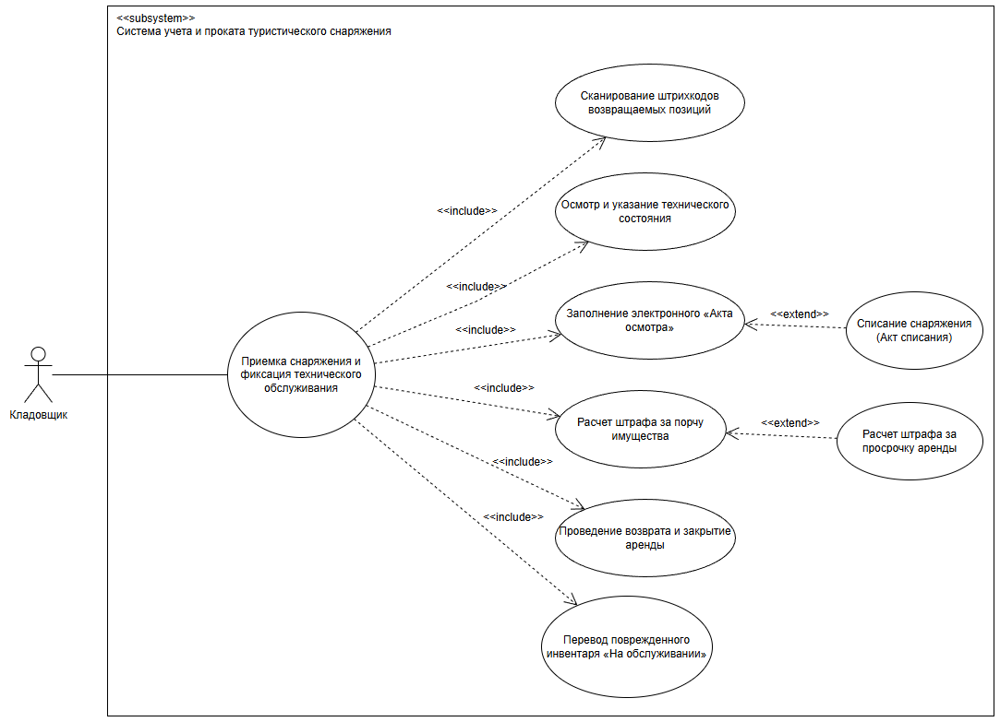 <<subsystem>>
Система учета и проката туристического снаряжения
Сканирование штрихкодов
возвращаемых позиций
<<include>>
Осмотр и указание технического
состояния
<<include>>
Заполнение электронного «Акта
осмотра»
<<extend>>
Списание снаряжения
(Акт списания)
<<include>>
Приемка снаряжения и
фиксация технического
обслуживания
Кладовщик
<<include>>
Расчет штрафа за порчу
имущества
<<extend>>
Расчет штрафа за
просрочку аренды
<<include>>
Проведение возврата и закрытие
аренды
<<include>>
Перевод поврежденного
инвентаря «На обслуживании»